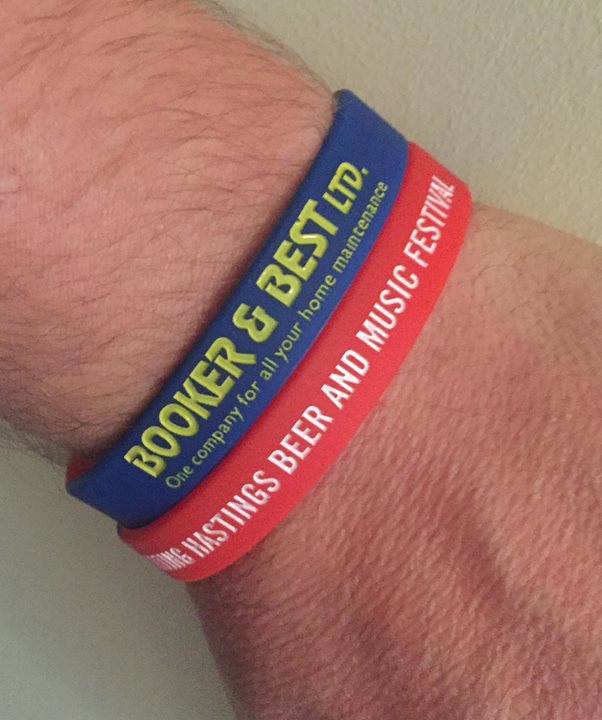 BOOKER & BEST LTD.
One company for all your home maintenance
HASTINGS BEER AND MUSIC FESTIVAL